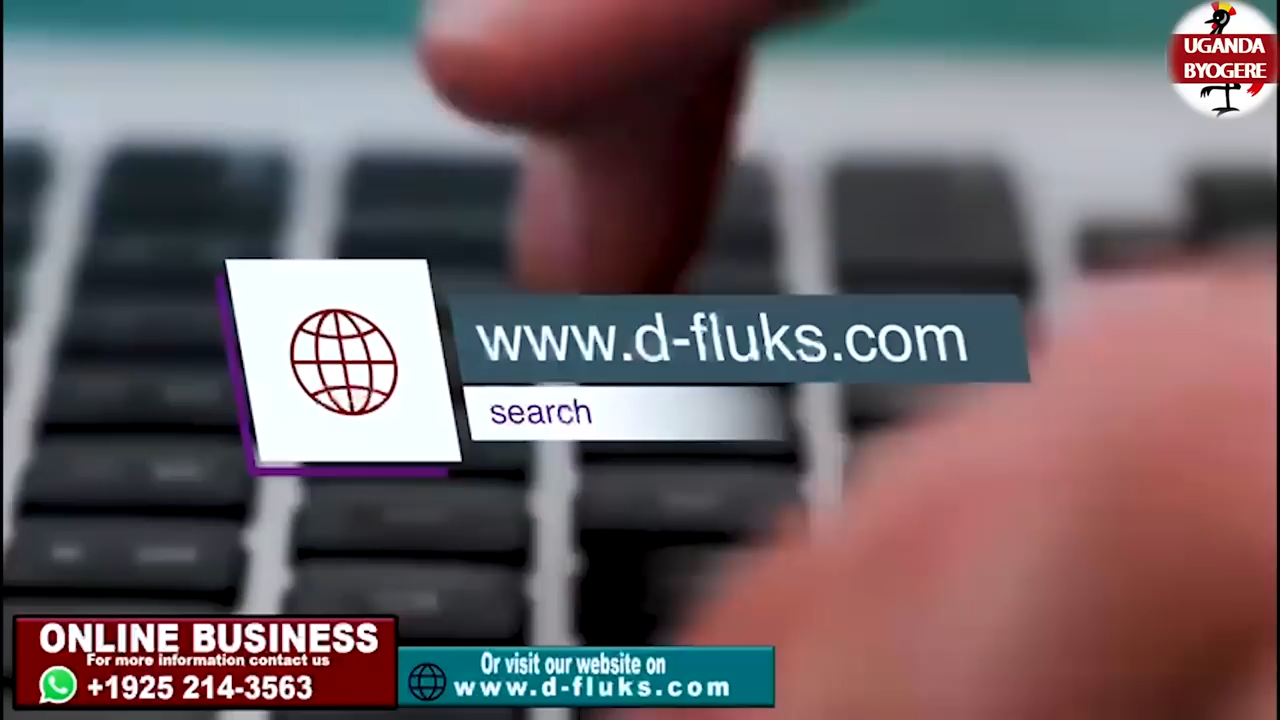 UGANDA
BYOGERE
www.d-fluks.com
search
ONLINE BUSINESS
For more information contact us
+1925 214-3563
Or visit our website on
www.d-fluks.com